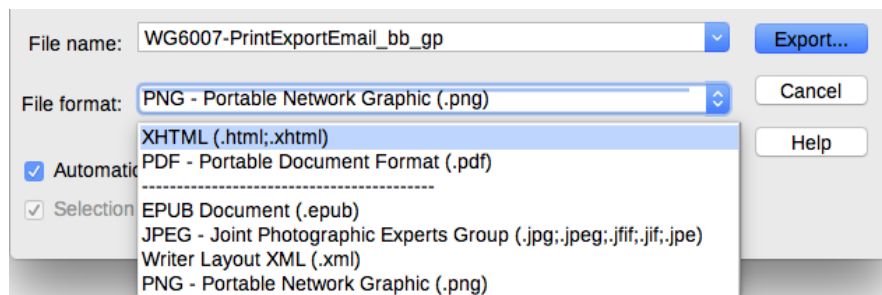 File name: WG6007-PrintExportEmail_bb_gp Export...
File format: PNG - Portable Network Graphic (.png) Cancel
XHTML (.html;.xhtml) Help
PDF - Portable Document Format (.pdf)
Automatic
----------------------------------------
EPUB Document (.epub)
Selection
JPEG - Joint Photographic Experts Group (.jpg;.jpeg;.jfif;.jif;.jpe)
Writer Layout XML (.xml)
PNG - Portable Network Graphic (.png)